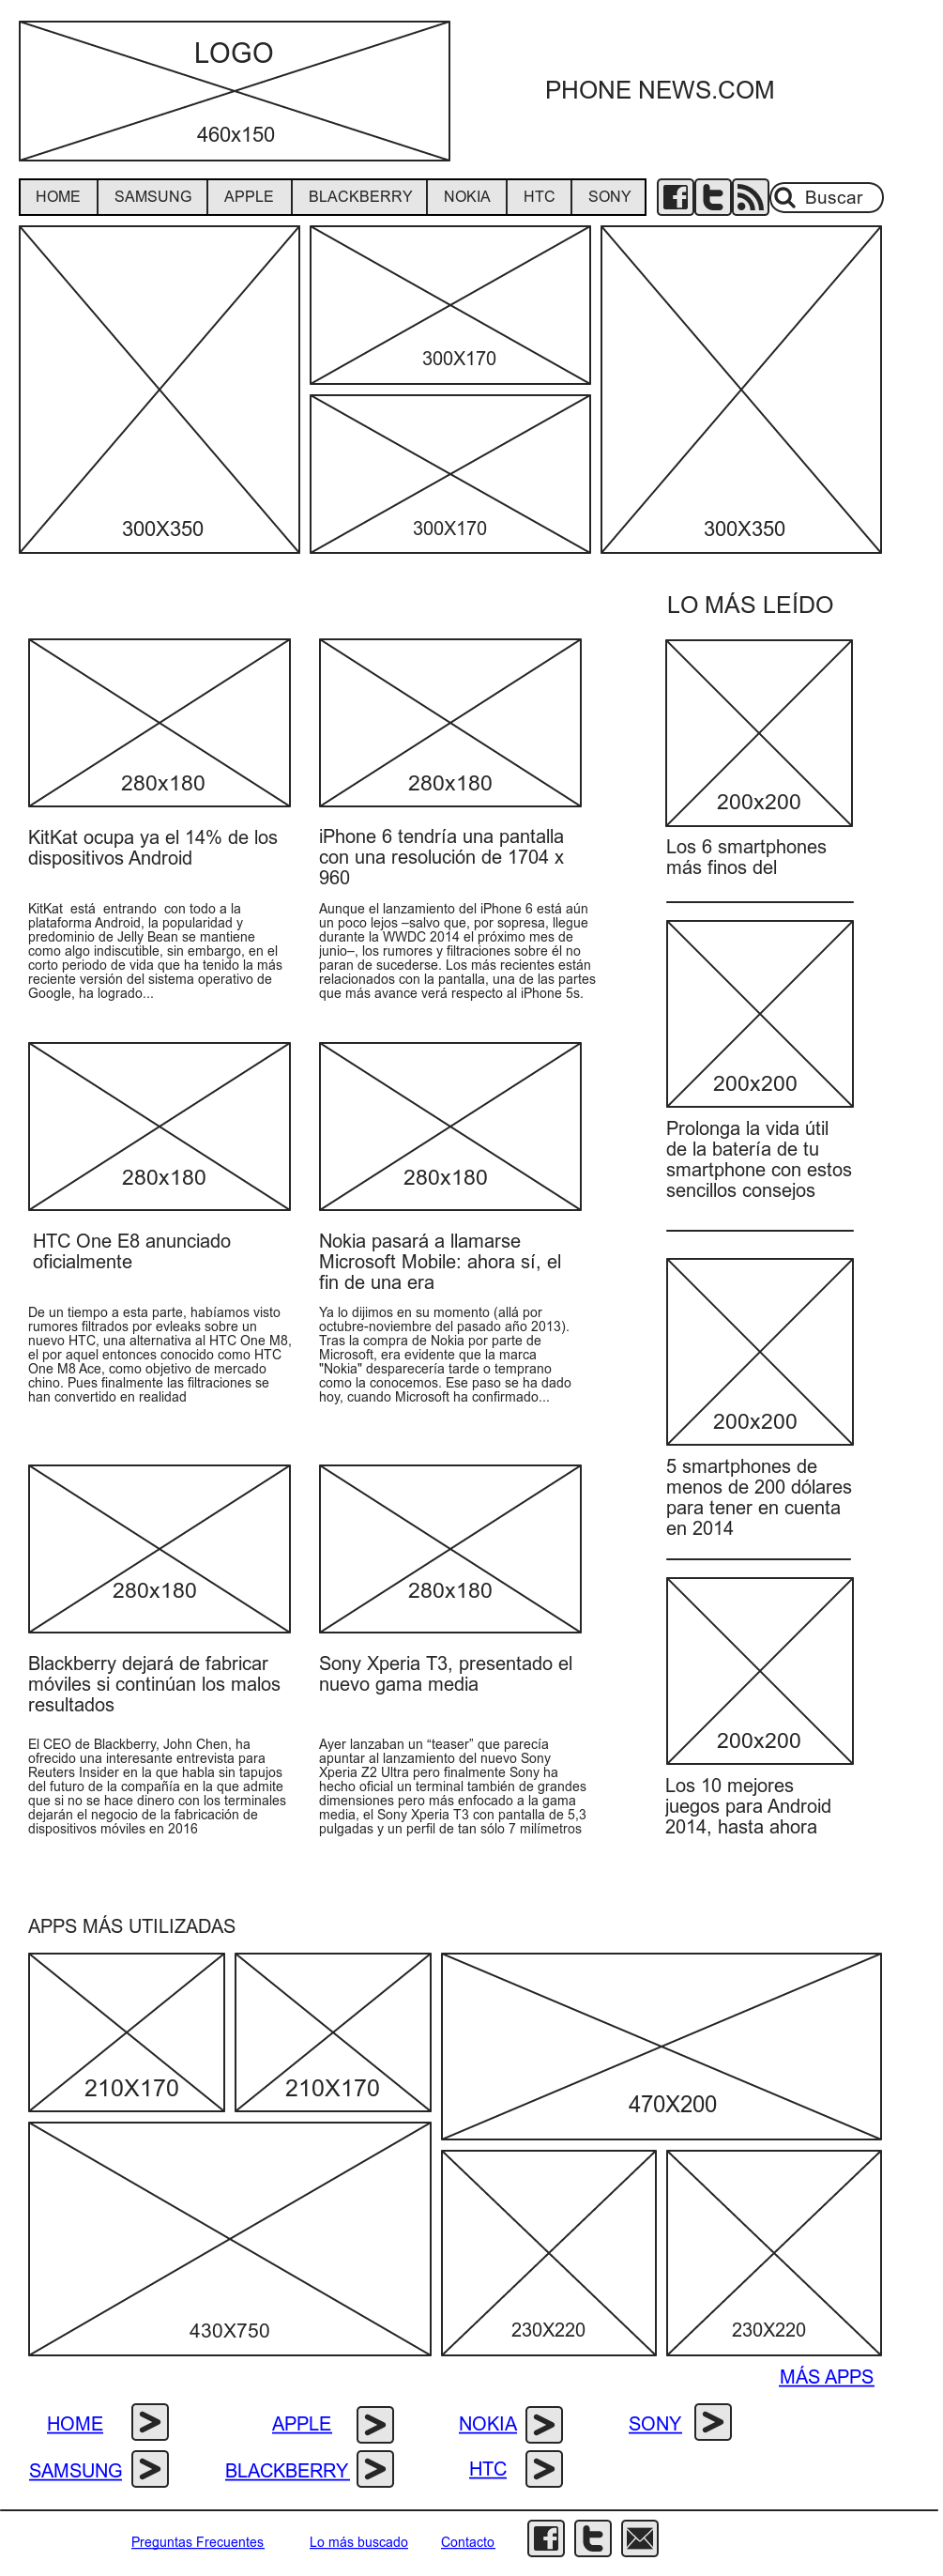 LOGO
460x150
PHONE NEWS.COM
HOME
SAMSUNG
APPLE
BLACKBERRY
NOKIA
HTC
SONY
Buscar
300X350
300X170
300X170
300X350
LO MÁS LEÍDO
280x180
KitKat ocupa ya el 14% de los
dispositivos Android
KitKat está entrando con todo a la
plataforma Android, la popularidad y
predominio de Jelly Bean se mantiene
como algo indiscutible, sin embargo, en el
corto periodo de vida que ha tenido la más
reciente versión del sistema operativo de
Google, ha logrado...
280x180
iPhone 6 tendría una pantalla
con una resolución de 1704 x
960
Aunque el lanzamiento del iPhone 6 está aún
un poco lejos –salvo que, por sopresa, llegue
durante la WWDC 2014 el próximo mes de
junio–, los rumores y filtraciones sobre él no
paran de sucederse. Los más recientes están
relacionados con la pantalla, una de las partes
que más avance verá respecto al iPhone 5s.
200x200
Los 6 smartphones
más finos del
200x200
Prolonga la vida útil
de la batería de tu
smartphone con estos
sencillos consejos
280x180
HTC One E8 anunciado
oficialmente
De un tiempo a esta parte, habíamos visto
rumores filtrados por evleaks sobre un
nuevo HTC, una alternativa al HTC One M8,
el por aquel entonces conocido como HTC
One M8 Ace, como objetivo de mercado
chino. Pues finalmente las filtraciones se
han convertido en realidad
280x180
Nokia pasará a llamarse
Microsoft Mobile: ahora sí, el
fin de una era
Ya lo dijimos en su momento (allá por
octubre-noviembre del pasado año 2013).
Tras la compra de Nokia por parte de
Microsoft, era evidente que la marca
"Nokia" desparecería tarde o temprano
como la conocemos. Ese paso se ha dado
hoy, cuando Microsoft ha confirmado...
200x200
5 smartphones de
menos de 200 dólares
para tener en cuenta
en 2014
280x180
Blackberry dejará de fabricar
móviles si continúan los malos
resultados
El CEO de Blackberry, John Chen, ha
ofrecido una interesante entrevista para
Reuters Insider en la que habla sin tapujos
del futuro de la compañía en la que admite
que si no se hace dinero con los terminales
dejarán el negocio de la fabricación de
dispositivos móviles en 2016
280x180
Sony Xperia T3, presentado el
nuevo gama media
Ayer lanzaban un “teaser” que parecía
apuntar al lanzamiento del nuevo Sony
Xperia Z2 Ultra pero finalmente Sony ha
hecho oficial un terminal también de grandes
dimensiones pero más enfocado a la gama
media, el Sony Xperia T3 con pantalla de 5,3
pulgadas y un perfil de tan sólo 7 milímetros
200x200
Los 10 mejores
juegos para Android
2014, hasta ahora
APPS MÁS UTILIZADAS
210X170
210X170
470X200
430X750
230X220
230X220
MÁS APPS
HOME
APPLE
NOKIA
SONY
SAMSUNG
BLACKBERRY
HTC
Preguntas Frecuentes
Lo más buscado
Contacto